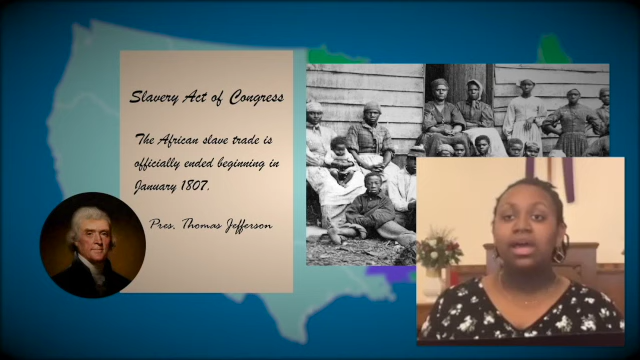 Slavery Act of Congress
The African slave trade is
officially ended beginning in
January 1807.
Pres. Thomas Jefferson